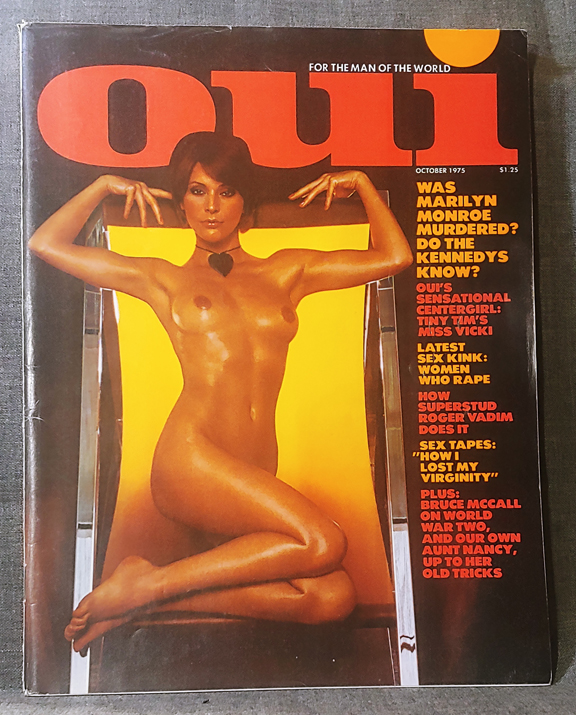 FOR THE MAN OF THE WORLD
oui
OCTOBER 1975
$1.25
WAS
MARILYN
MONROE
MURDERED?
DO THE
KENNEDYS
KNOW?
OUI'S
SENSATIONAL
CENTERGIRL:
TINY TIM'S
MISS VICKI
LATEST
SEX KINK:
WOMEN
WHO RAPE
HOW
SUPERSTUD
ROGER VADIM
DOES IT
SEX TAPES:
"HOW I
LOST MY
VIRGINITY"
PLUS:
BRUCE MCCALL
ON WORLD
WAR TWO,
AND OUR OWN
AUNT NANCY,
UP TO HER
OLD TRICKS